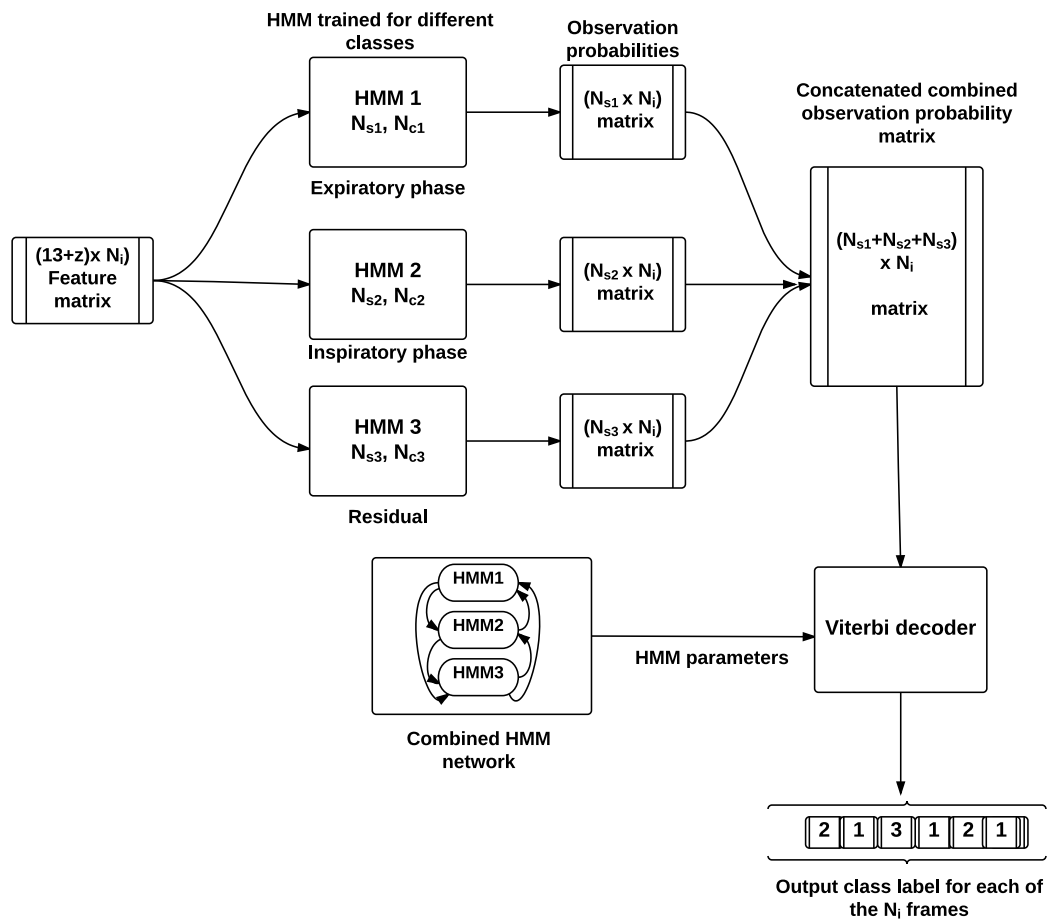 HMM trained for different
classes
Observation
probabilities
HMM 1
Nₛ₁, N꜀₁
(Nₛ₁ x Nᵢ)
matrix
Concatenated combined
observation probability
matrix
Expiratory phase
(13+z)x Nᵢ)
Feature
matrix
HMM 2
Nₛ₂, N꜀₂
(Nₛ₂ x Nᵢ)
matrix
(Nₛ₁+Nₛ₂+Nₛ₃)
x Nᵢ
matrix
Inspiratory phase
HMM 3
Nₛ₃, N꜀₃
(Nₛ₃ x Nᵢ)
matrix
Residual
HMM1
HMM2
HMM3
HMM parameters
Viterbi decoder
Combined HMM
network
2 1 3 1 2 1
Output class label for each of
the Nᵢ frames